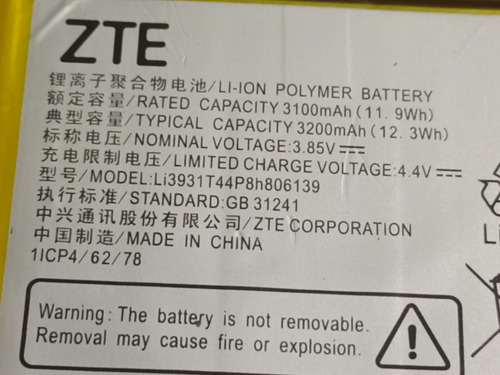 ZTE
锂离子聚合物电池/LI-ION POLYMER BATTERY
额定容量/RATED CAPACITY 3100mAh (11.9Wh)
典型容量/TYPICAL CAPACITY 3200mAh (12.3Wh)
标称电压/NOMINAL VOLTAGE:3.85V⎓
充电限制电压/LIMITED CHARGE VOLTAGE:4.4V⎓
型号/MODEL:Li3931T44P8h806139
执行标准/STANDARD:GB 31241
中兴通讯股份有限公司/ZTE CORPORATION
中国制造/MADE IN CHINA
1ICP4/62/78
Li
Warning: The battery is not removable.
Removal may cause fire or explosion.